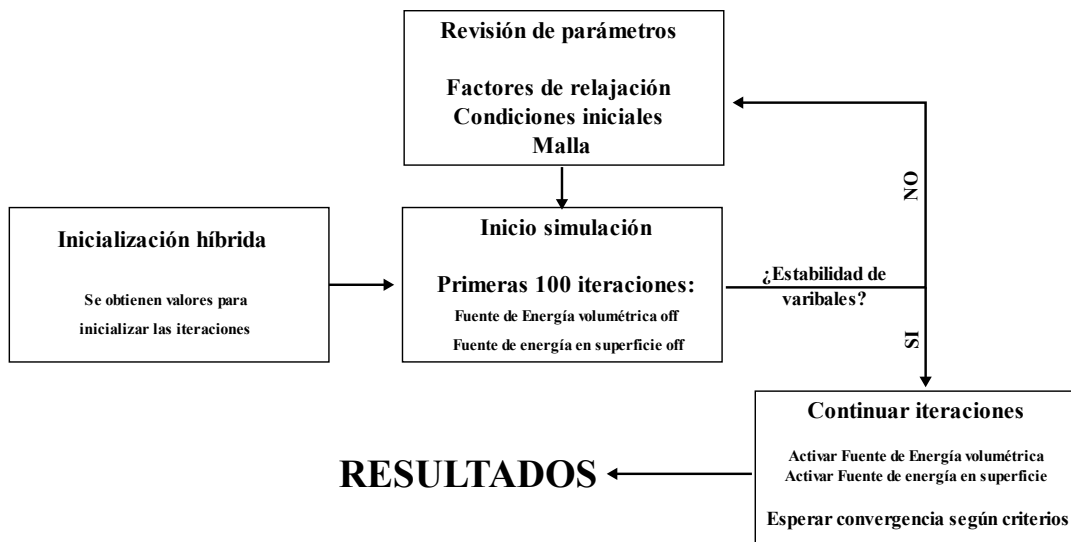 Revisión de parámetros
Factores de relajación
Condiciones iniciales
Malla
Inicialización híbrida
Se obtienen valores para
inicializar las iteraciones
Inicio simulación
Primeras 100 iteraciones:
Fuente de Energía volumétrica off
Fuente de energía en superficie off
¿Estabilidad de
varibales?
NO
SI
Continuar iteraciones
Activar Fuente de Energía volumétrica
Activar Fuente de energía en superficie
Esperar convergencia según criterios
RESULTADOS